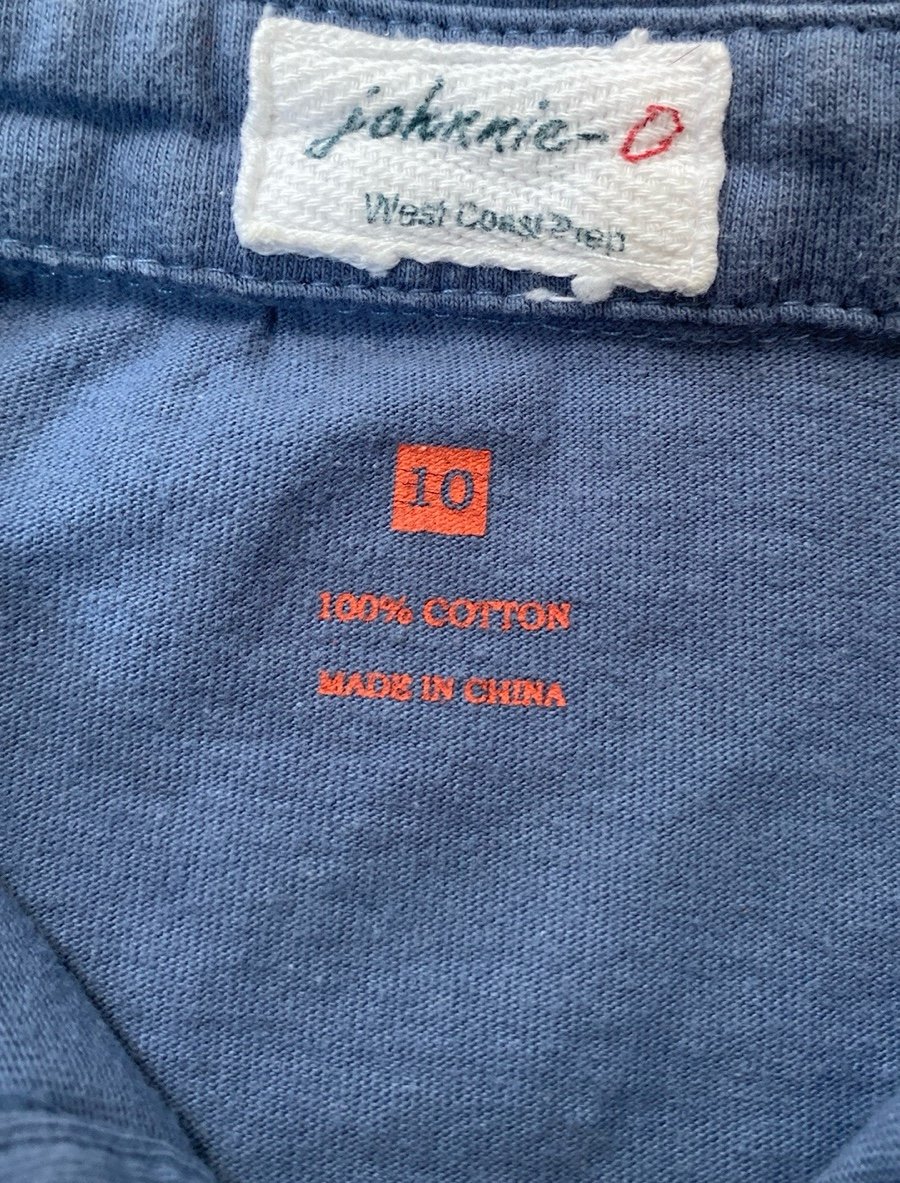 johnnie-O
West Coast Prep
10
100% COTTON
MADE IN CHINA